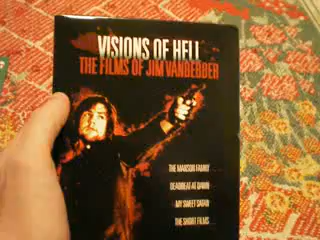 VISIONS OF HELL
THE FILMS OF JIM VANBEBBER
THE MANSON FAMILY
DEADBEAT AT DAWN
MY SWEET SATAN
THE SHORT FILMS